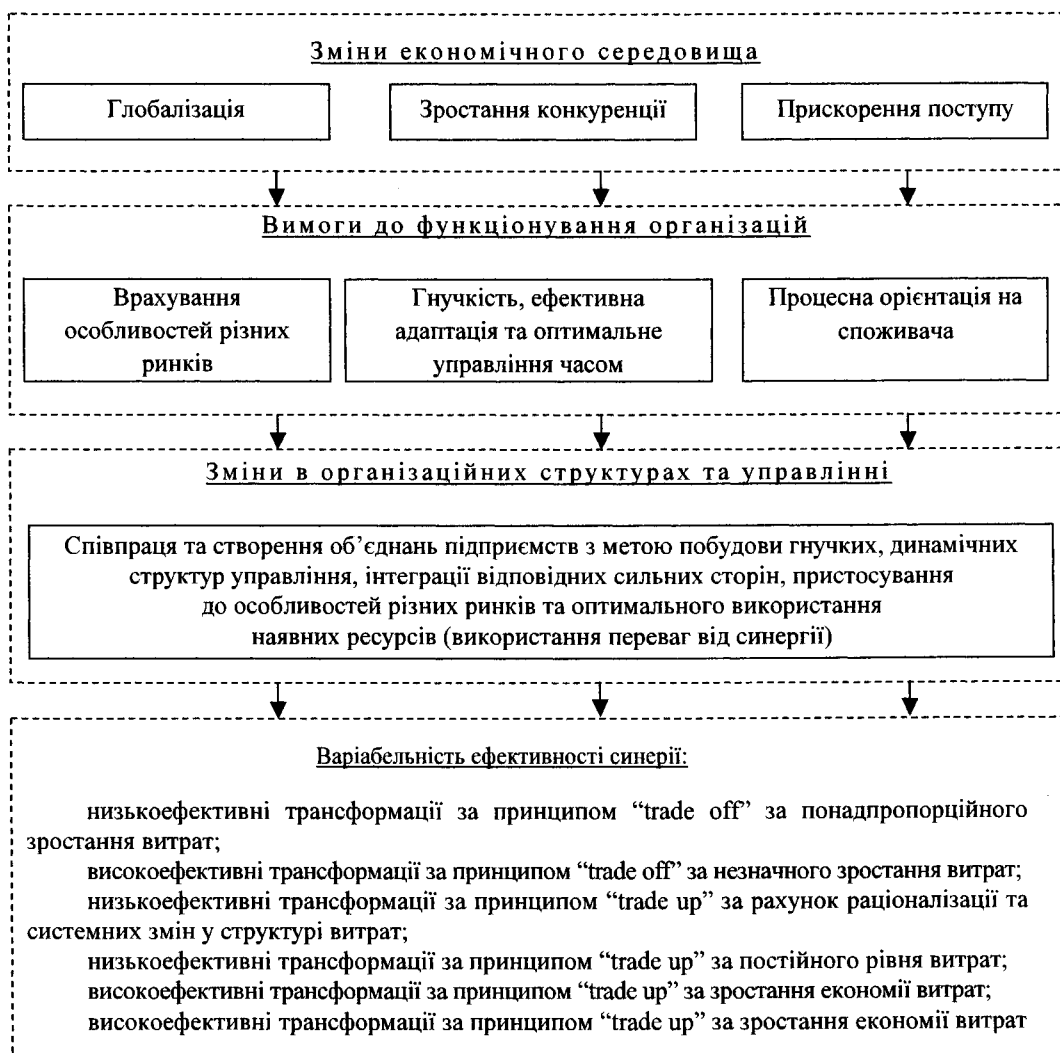 Зміни економічного середовища
Глобалізація
Зростання конкуренції
Прискорення поступу
Вимоги до функціонування організацій
Врахування
особливостей різних
ринків
Гнучкість, ефективна
адаптація та оптимальне
управління часом
Процесна орієнтація на
споживача
Зміни в організаційних структурах та управлінні
Співпраця та створення об’єднань підприємств з метою побудови гнучких, динамічних
структур управління, інтеграції відповідних сильних сторін, пристосування
до особливостей різних ринків та оптимального використання
наявних ресурсів (використання переваг від синергії)
Варіабельність ефективності синерії:
низькоефективні трансформації за принципом “trade off” за понадпропорційного
зростання витрат;
високоефективні трансформації за принципом “trade off” за незначного зростання витрат;
низькоефективні трансформації за принципом “trade up” за рахунок раціоналізації та
системних змін у структурі витрат;
низькоефективні трансформації за принципом “trade up” за постійного рівня витрат;
високоефективні трансформації за принципом “trade up” за зростання економії витрат;
високоефективні трансформації за принципом “trade up” за зростання економії витрат